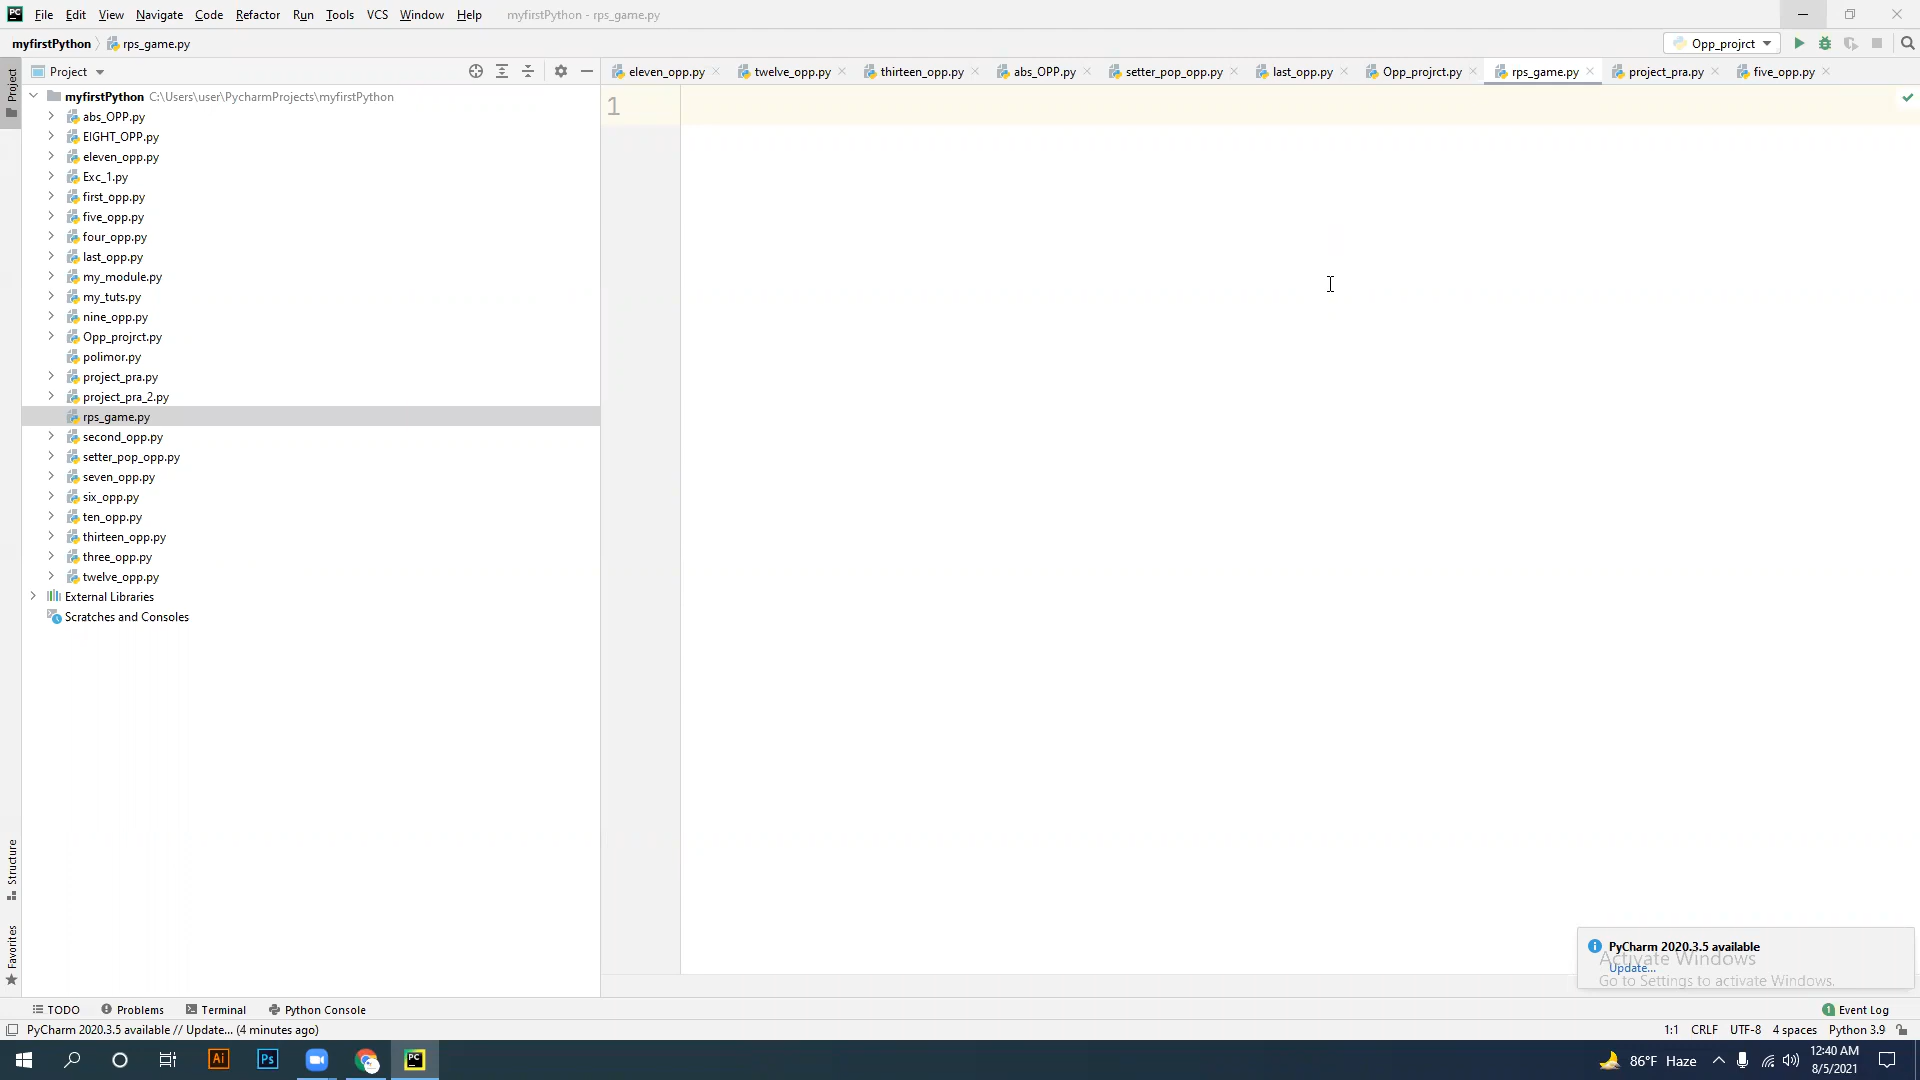 File Edit View Navigate Code Refactor Run Tools VCS Window Help myfirstPython - rps_game.py
myfirstPython rps_game.py Opp_projrct
Project
eleven_opp.py twelve_opp.py thirteen_opp.py abs_OPP.py setter_pop_opp.py last_opp.py Opp_projrct.py rps_game.py project_pra.py five_opp.py
Project
myfirstPython C:\Users\user\PycharmProjects\myfirstPython
1
abs_OPP.py
EIGHT_OPP.py
eleven_opp.py
Exc_1.py
first_opp.py
five_opp.py
four_opp.py
last_opp.py
my_module.py
my_tuts.py
nine_opp.py
Opp_projrct.py
polimor.py
project_pra.py
project_pra_2.py
rps_game.py
second_opp.py
setter_pop_opp.py
seven_opp.py
six_opp.py
ten_opp.py
thirteen_opp.py
three_opp.py
twelve_opp.py
External Libraries
Scratches and Consoles
Structure
Favorites
PyCharm 2020.3.5 available
Activate Windows
Update...
Go to Settings to activate Windows.
TODO Problems Terminal Python Console 1 Event Log
PyCharm 2020.3.5 available // Update... (4 minutes ago) 1:1 CRLF UTF-8 4 spaces Python 3.9
PC Ai Ps PC 86°F Haze
12:40 AM
8/5/2021